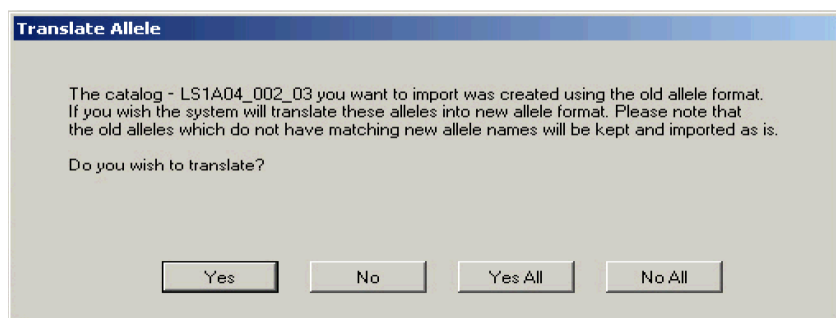 Translate Allele
The catalog - LS1A04_002_03 you want to import was created using the old allele format.
If you wish the system will translate these alleles into new allele format. Please note that
the old alleles which do not have matching new allele names will be kept and imported as is.
Do you wish to translate?
Yes No Yes All No All